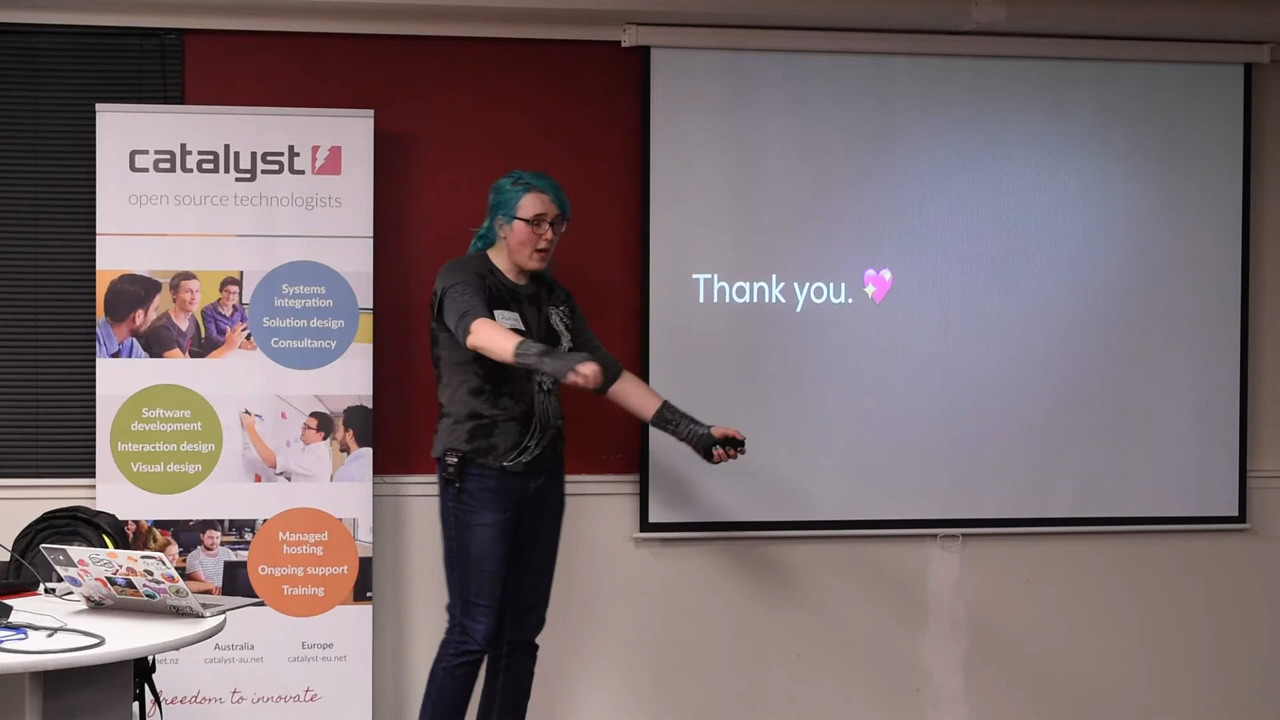 catalyst
open source technologists
Systems
integration
Solution design
Consultancy
Software
development
Interaction design
Visual design
Managed
hosting
Ongoing support
Training
Australia
Europe
catalyst-au.net
catalyst-eu.net
freedom to innovate
Thank you. 💖